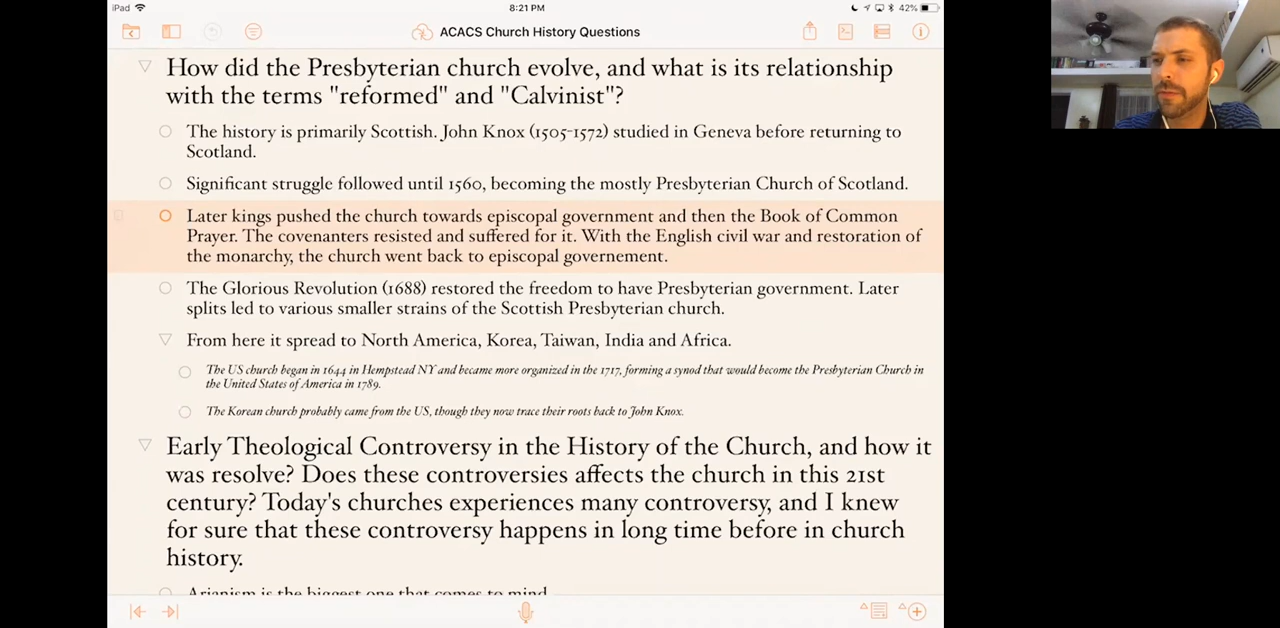 iPad
8:21 PM
42%
ACACS Church History Questions
How did the Presbyterian church evolve, and what is its relationship
with the terms "reformed" and "Calvinist"?
The history is primarily Scottish. John Knox (1505-1572) studied in Geneva before returning to
Scotland.
Significant struggle followed until 1560, becoming the mostly Presbyterian Church of Scotland.
Later kings pushed the church towards episcopal government and then the Book of Common
Prayer. The covenanters resisted and suffered for it. With the English civil war and restoration of
the monarchy, the church went back to episcopal governement.
The Glorious Revolution (1688) restored the freedom to have Presbyterian government. Later
splits led to various smaller strains of the Scottish Presbyterian church.
From here it spread to North America, Korea, Taiwan, India and Africa.
The US church began in 1644 in Hempstead NY and became more organized in the 1717, forming a synod that would become the Presbyterian Church in
the United States of America in 1789.
The Korean church probably came from the US, though they now trace their roots back to John Knox.
Early Theological Controversy in the History of the Church, and how it
was resolve? Does these controversies affects the church in this 21st
century? Today's churches experiences many controversy, and I knew
for sure that these controversy happens in long time before in church
history.
Arianism is the biggest one that comes to mind